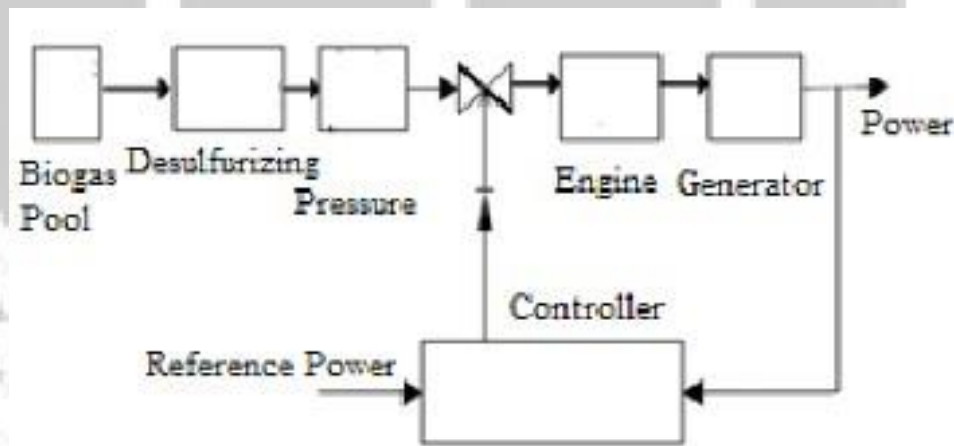 Biogas
Pool
Desulfurizing
Pressure
Engine
Generator
Power
Controller
Reference Power